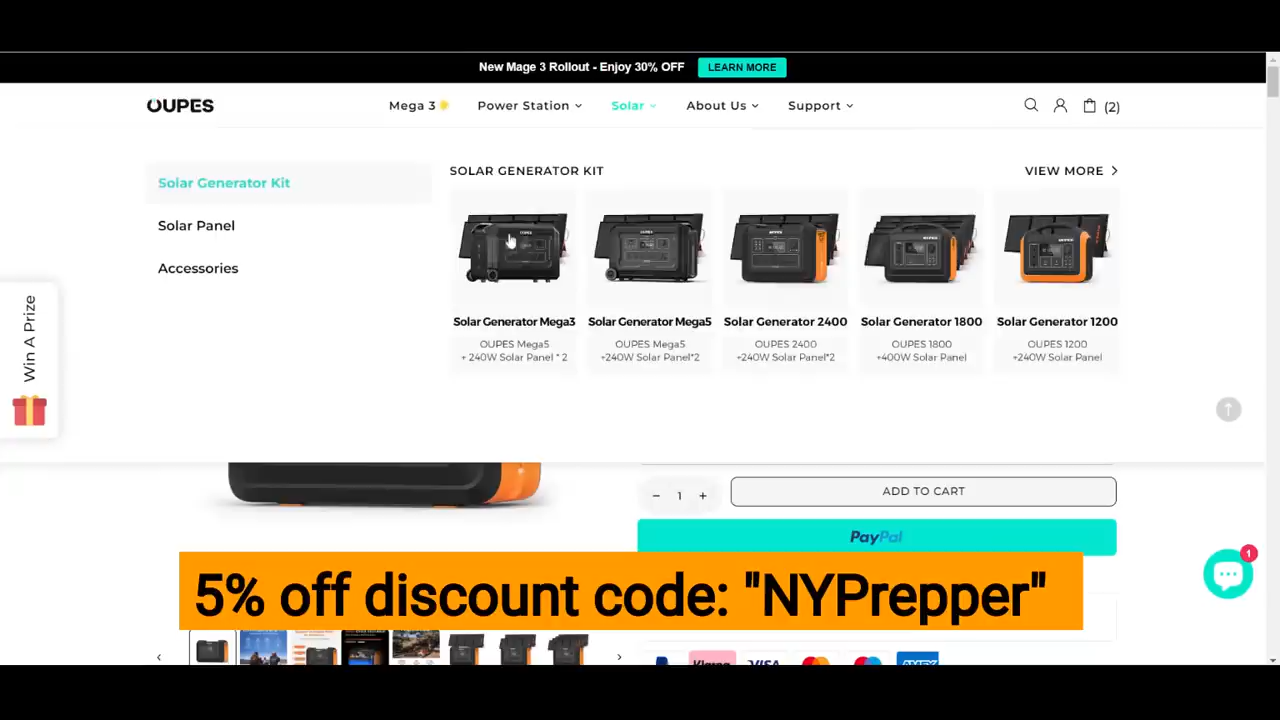 New Mage 3 Rollout - Enjoy 30% OFF LEARN MORE
OUPES
Mega 3 Power Station Solar About Us Support (2)
Solar Generator Kit
Solar Panel
Accessories
SOLAR GENERATOR KIT VIEW MORE
Solar Generator Mega3
OUPES Mega5
+ 240W Solar Panel * 2
Solar Generator Mega5
OUPES Mega5
+240W Solar Panel*2
Solar Generator 2400
OUPES 2400
+240W Solar Panel*2
Solar Generator 1800
OUPES 1800
+400W Solar Panel
Solar Generator 1200
OUPES 1200
+240W Solar Panel
Win A Prize
− 1 +
ADD TO CART
PayPal
1
5% off discount code: "NYPrepper"
Klarna
VISA
AMEX